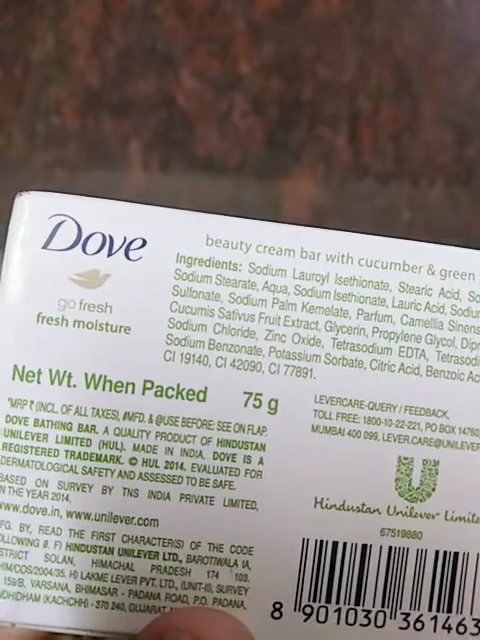 Dove
go fresh
fresh moisture
beauty cream bar with cucumber & green
Ingredients: Sodium Lauroyl Isethionate, Stearic Acid, So
Sodium Stearate, Aqua, Sodium Isethionate, Lauric Acid, Sodiu
Sulfonate, Sodium Palm Kernelate, Parfum, Camellia Sinens
Cucumis Sativus Fruit Extract, Glycerin, Propylene Glycol, Dipr
Sodium Chloride, Zinc Oxide, Tetrasodium EDTA, Tetrasodi
Sodium Benzonate, Potassium Sorbate, Citric Acid, Benzoic Ac
CI 19140, CI 42090, CI 77891.
Net Wt. When Packed 75 g
*MRP ₹ (INCL. OF ALL TAXES), #MFD. & @USE BEFORE: SEE ON FLAP.
DOVE BATHING BAR. A QUALITY PRODUCT OF HINDUSTAN
UNILEVER LIMITED (HUL). MADE IN INDIA. DOVE IS A
REGISTERED TRADEMARK. © HUL 2014. EVALUATED FOR
DERMATOLOGICAL SAFETY AND ASSESSED TO BE SAFE.
BASED ON SURVEY BY TNS INDIA PRIVATE LIMITED,
N THE YEAR 2014.
www.dove.in, www.unilever.com
FG. BY, READ THE FIRST CHARACTER(S) OF THE CODE
OLLOWING B. F) HINDUSTAN UNILEVER LTD., BAROTIWALA IA,
STRICT SOLAN, HIMACHAL PRADESH 174 103.
HIM/COS/2004/35. H) LAKME LEVER PVT. LTD., (UNIT-II), SURVEY
159/B, VARSANA, BHIMASAR - PADANA ROAD, P.O. PADANA,
NDHIDHAM (KACHCHH) - 370 240, GUJARAT
LEVERCARE-QUERY / FEEDBACK,
TOLL FREE: 1800-10-22-221, PO BOX 14760
MUMBAI 400 099, LEVER.CARE@UNILEVER
Hindustan Unilever Limite
67519880
8 901030 361463